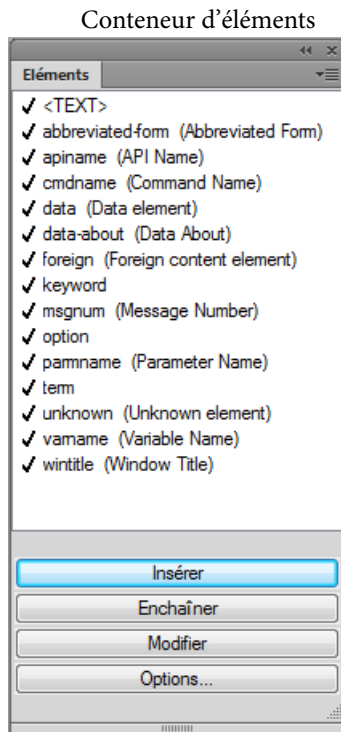 Conteneur d’éléments
Eléments
<TEXT>
abbreviated-form (Abbreviated Form)
apiname (API Name)
cmdname (Command Name)
data (Data element)
data-about (Data About)
foreign (Foreign content element)
keyword
msgnum (Message Number)
option
parmname (Parameter Name)
term
unknown (Unknown element)
varname (Variable Name)
wintitle (Window Title)
Insérer
Enchaîner
Modifier
Options...